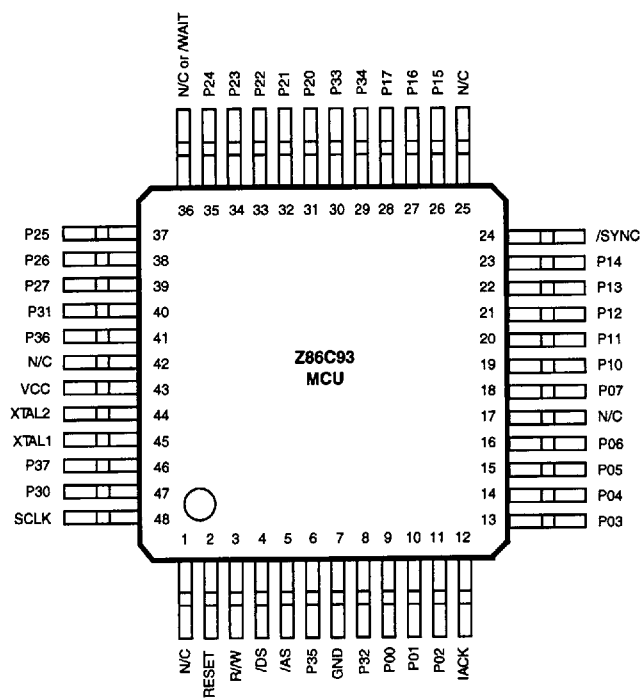 N/C or /WAIT
P24
P23
P22
P21
P20
P33
P34
P17
P16
P15
N/C
36 35 34 33 32 31 30 29 28 27 26 25
P25 37
P26 38
P27 39
P31 40
P36 41
N/C 42
VCC 43
XTAL2 44
XTAL1 45
P37 46
P30 47
SCLK 48
Z86C93
MCU
24 /SYNC
23 P14
22 P13
21 P12
20 P11
19 P10
18 P07
17 N/C
16 P06
15 P05
14 P04
13 P03
1 2 3 4 5 6 7 8 9 10 11 12
N/C
RESET
R//W
/DS
/AS
P35
GND
P32
P00
P01
P02
IACK